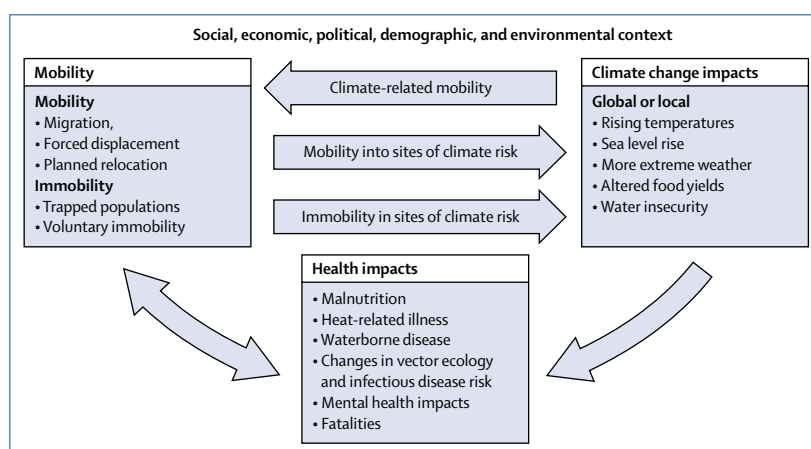 Social, economic, political, demographic, and environmental context
Mobility
Mobility
• Migration,
• Forced displacement
• Planned relocation
Immobility
• Trapped populations
• Voluntary immobility
Climate-related mobility
Mobility into sites of climate risk
Immobility in sites of climate risk
Climate change impacts
Global or local
• Rising temperatures
• Sea level rise
• More extreme weather
• Altered food yields
• Water insecurity
Health impacts
• Malnutrition
• Heat-related illness
• Waterborne disease
• Changes in vector ecology
and infectious disease risk
• Mental health impacts
• Fatalities